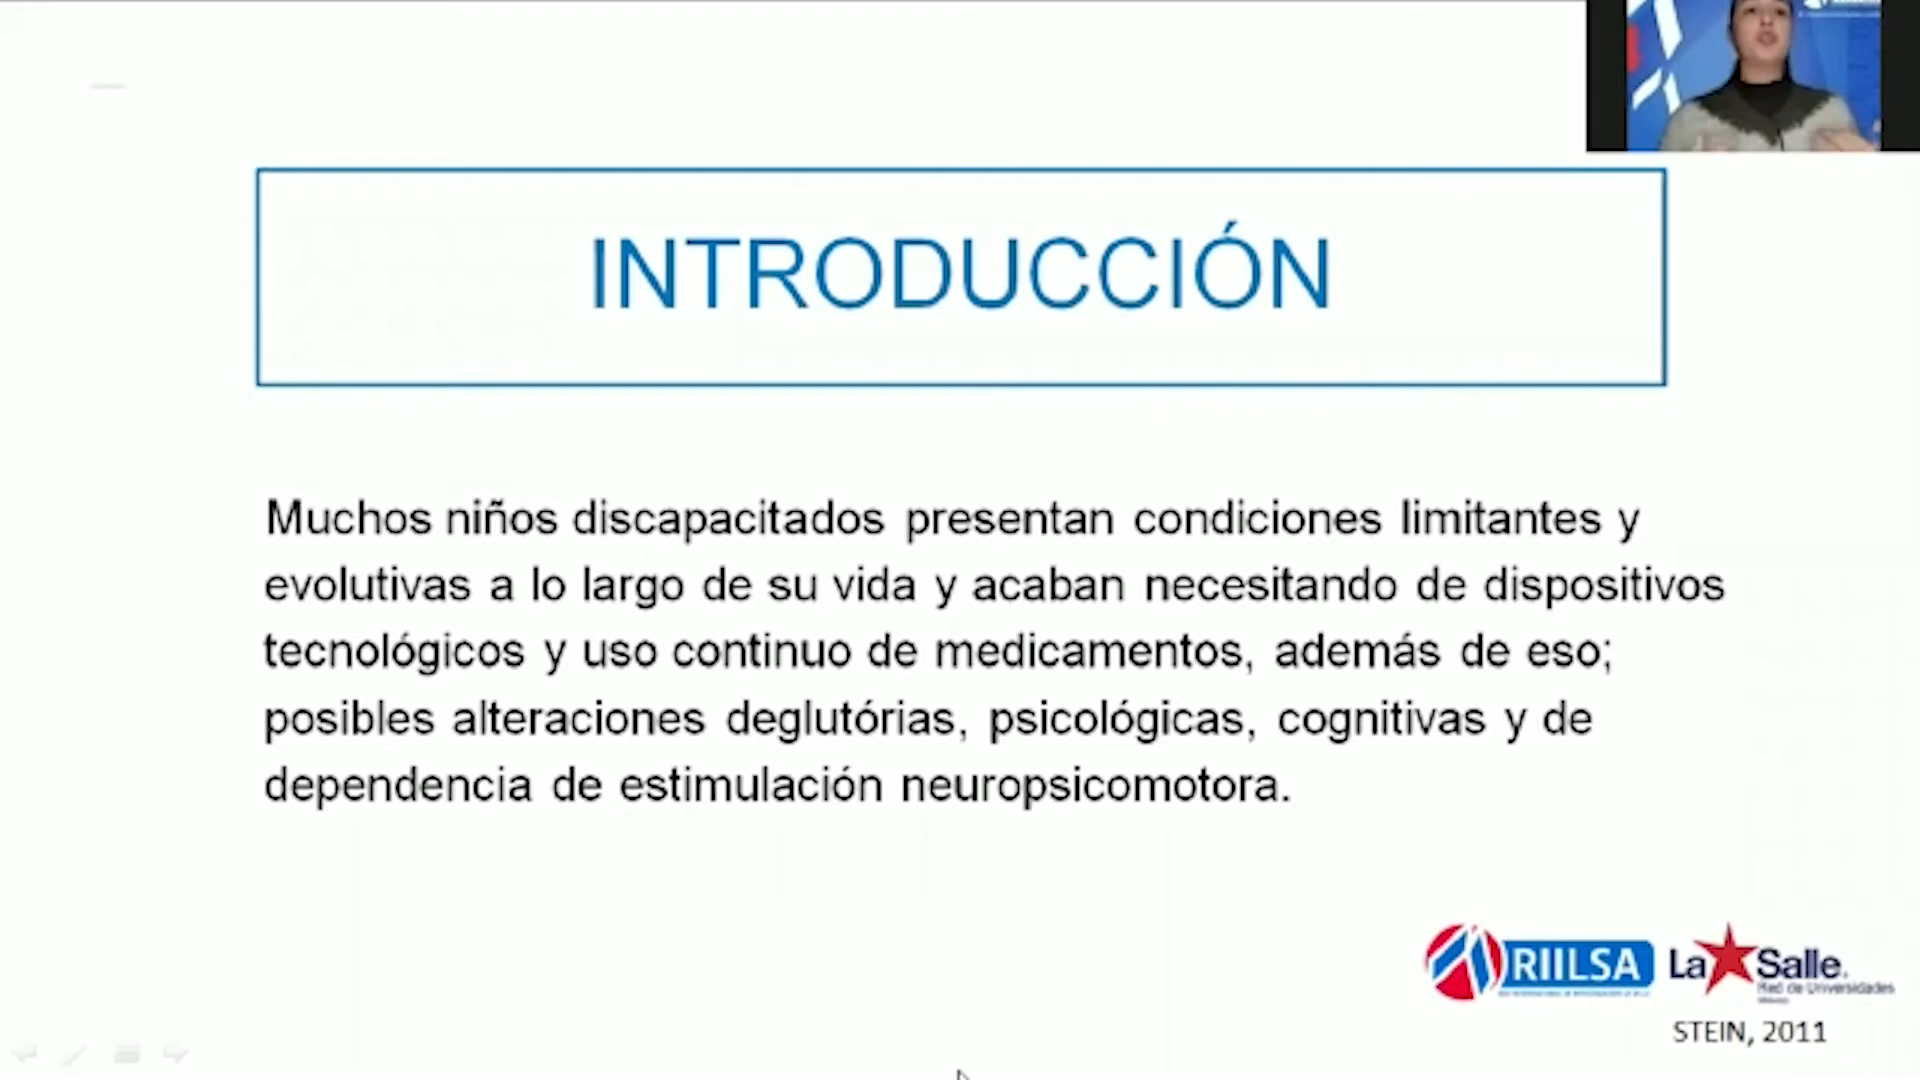 INTRODUCCIÓN
Muchos niños discapacitados presentan condiciones limitantes y
evolutivas a lo largo de su vida y acaban necesitando de dispositivos
tecnológicos y uso continuo de medicamentos, además de eso;
posibles alteraciones deglutórias, psicológicas, cognitivas y de
dependencia de estimulación neuropsicomotora.
RIILSA
La Salle.
Red de Universidades
STEIN, 2011